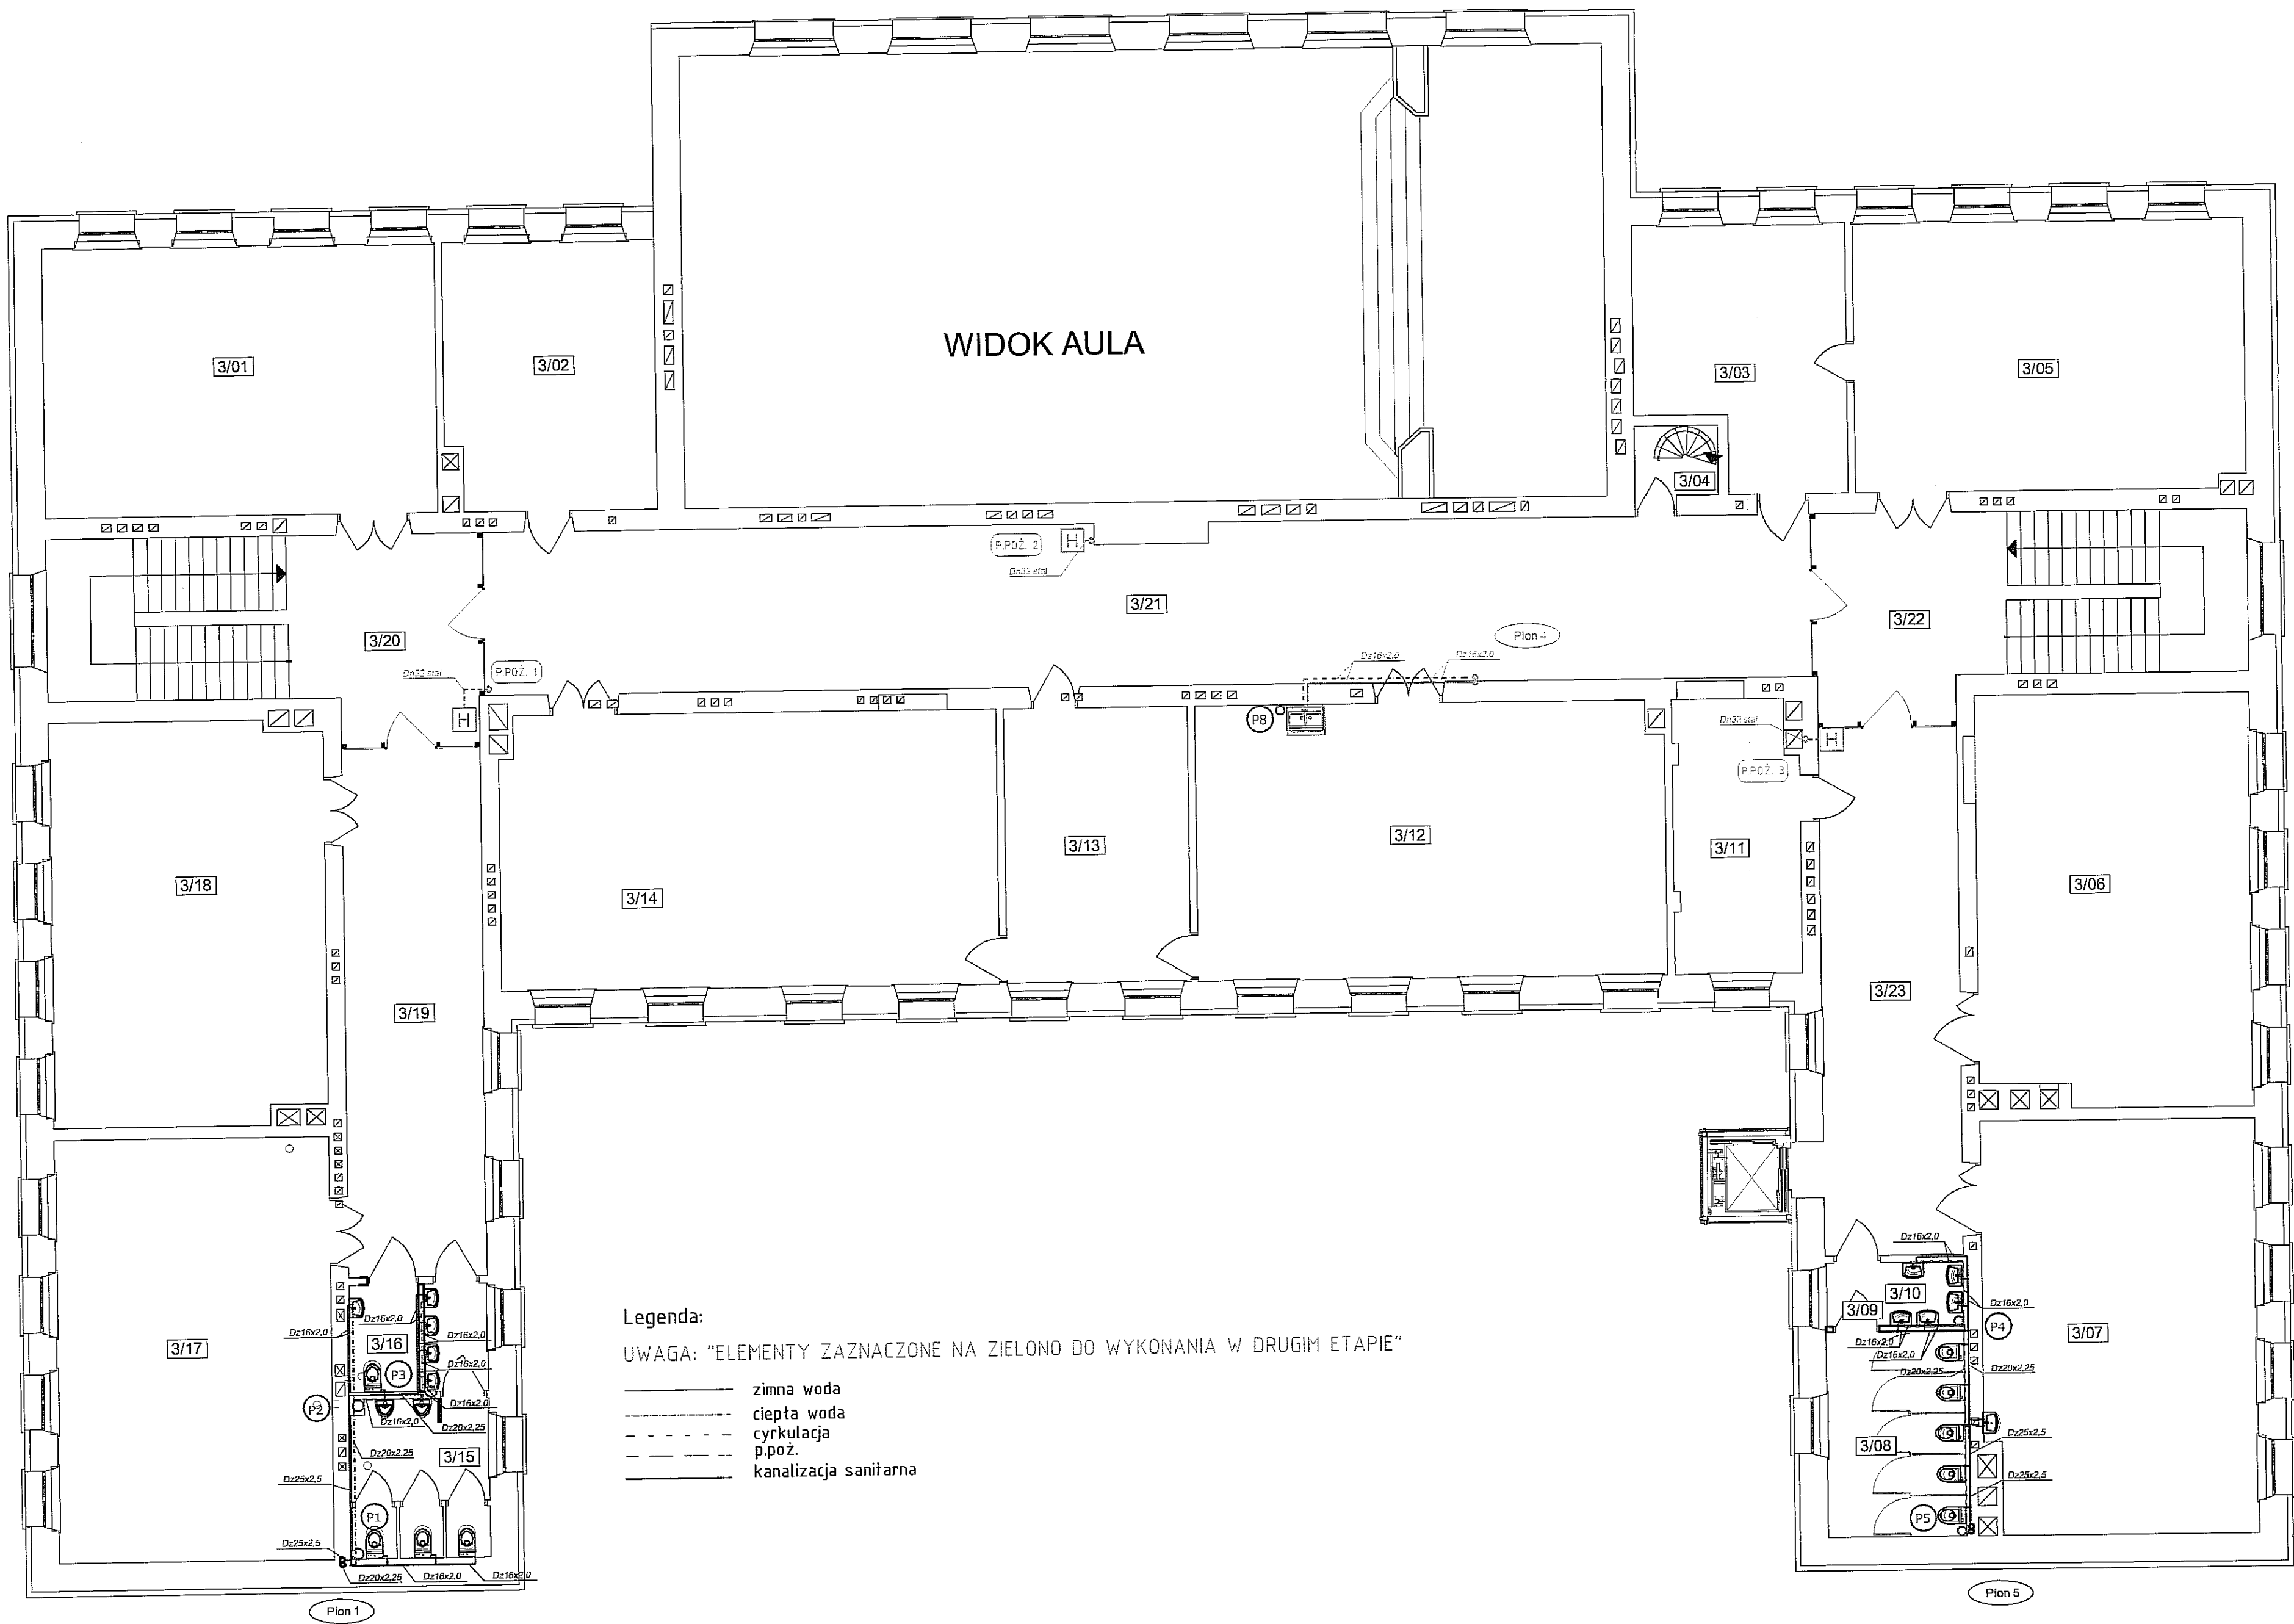 WIDOK AULA
3/01
3/02
3/03
3/05
3/04
P.POŻ. 2
H
Dn33 stal
3/21
3/20
3/22
Pion 4
Dn32 stal
P.POŻ. 1
H
Dz16x2,0
Dz16x2,0
P8
Dn33 stal
H
P.POŻ. 3
3/18
3/14
3/13
3/12
3/11
3/06
3/19
3/23
3/17
3/16
3/15
P1
P2
P3
Dz16x2,0
Dz16x2,0
Dz16x2,0
Dz16x2,0
Dz16x2,0
Dz16x2,0
Dz20x2,25
Dz20x2,25
Dz25x2,5
Dz25x2,5
Dz20x2,25
Dz16x2,0
Dz16x2,0
Pion 1
Legenda:
UWAGA: "ELEMENTY ZAZNACZONE NA ZIELONO DO WYKONANIA W DRUGIM ETAPIE"
zimna woda
ciepła woda
cyrkulacja
p.poż.
kanalizacja sanitarna
Dz16x2,0
3/10
3/09
Dz16x2,0
P4
3/07
Dz16x2,0
Dz16x2,0
Dz20x2,25
Dz20x2,25
3/08
Dz25x2,5
Dz25x2,5
P5
Pion 5